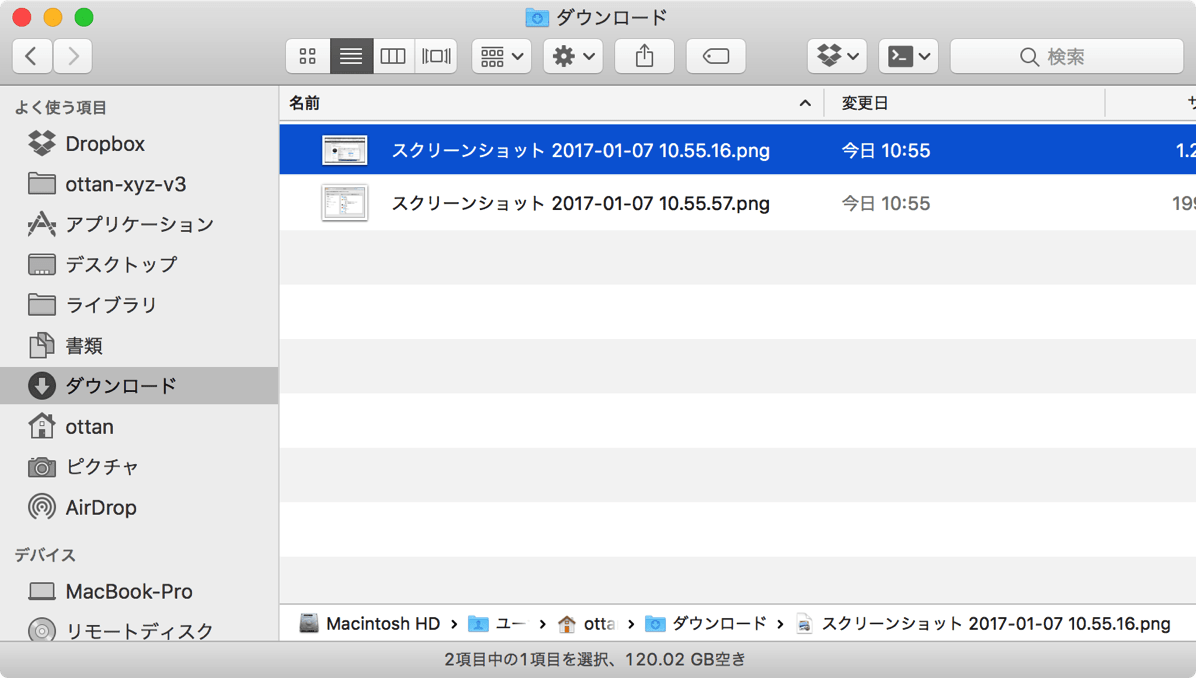 ダウンロード
検索
よく使う項目
Dropbox
ottan-xyz-v3
アプリケーション
デスクトップ
ライブラリ
書類
ダウンロード
ottan
ピクチャ
AirDrop
デバイス
MacBook-Pro
リモートディスク
名前 変更日
スクリーンショット 2017-01-07 10.55.16.png 今日 10:55 1.2
スクリーンショット 2017-01-07 10.55.57.png 今日 10:55 199
Macintosh HD › ユー › otta › ダウンロード › スクリーンショット 2017-01-07 10.55.16.png
2項目中の1項目を選択、120.02 GB空き